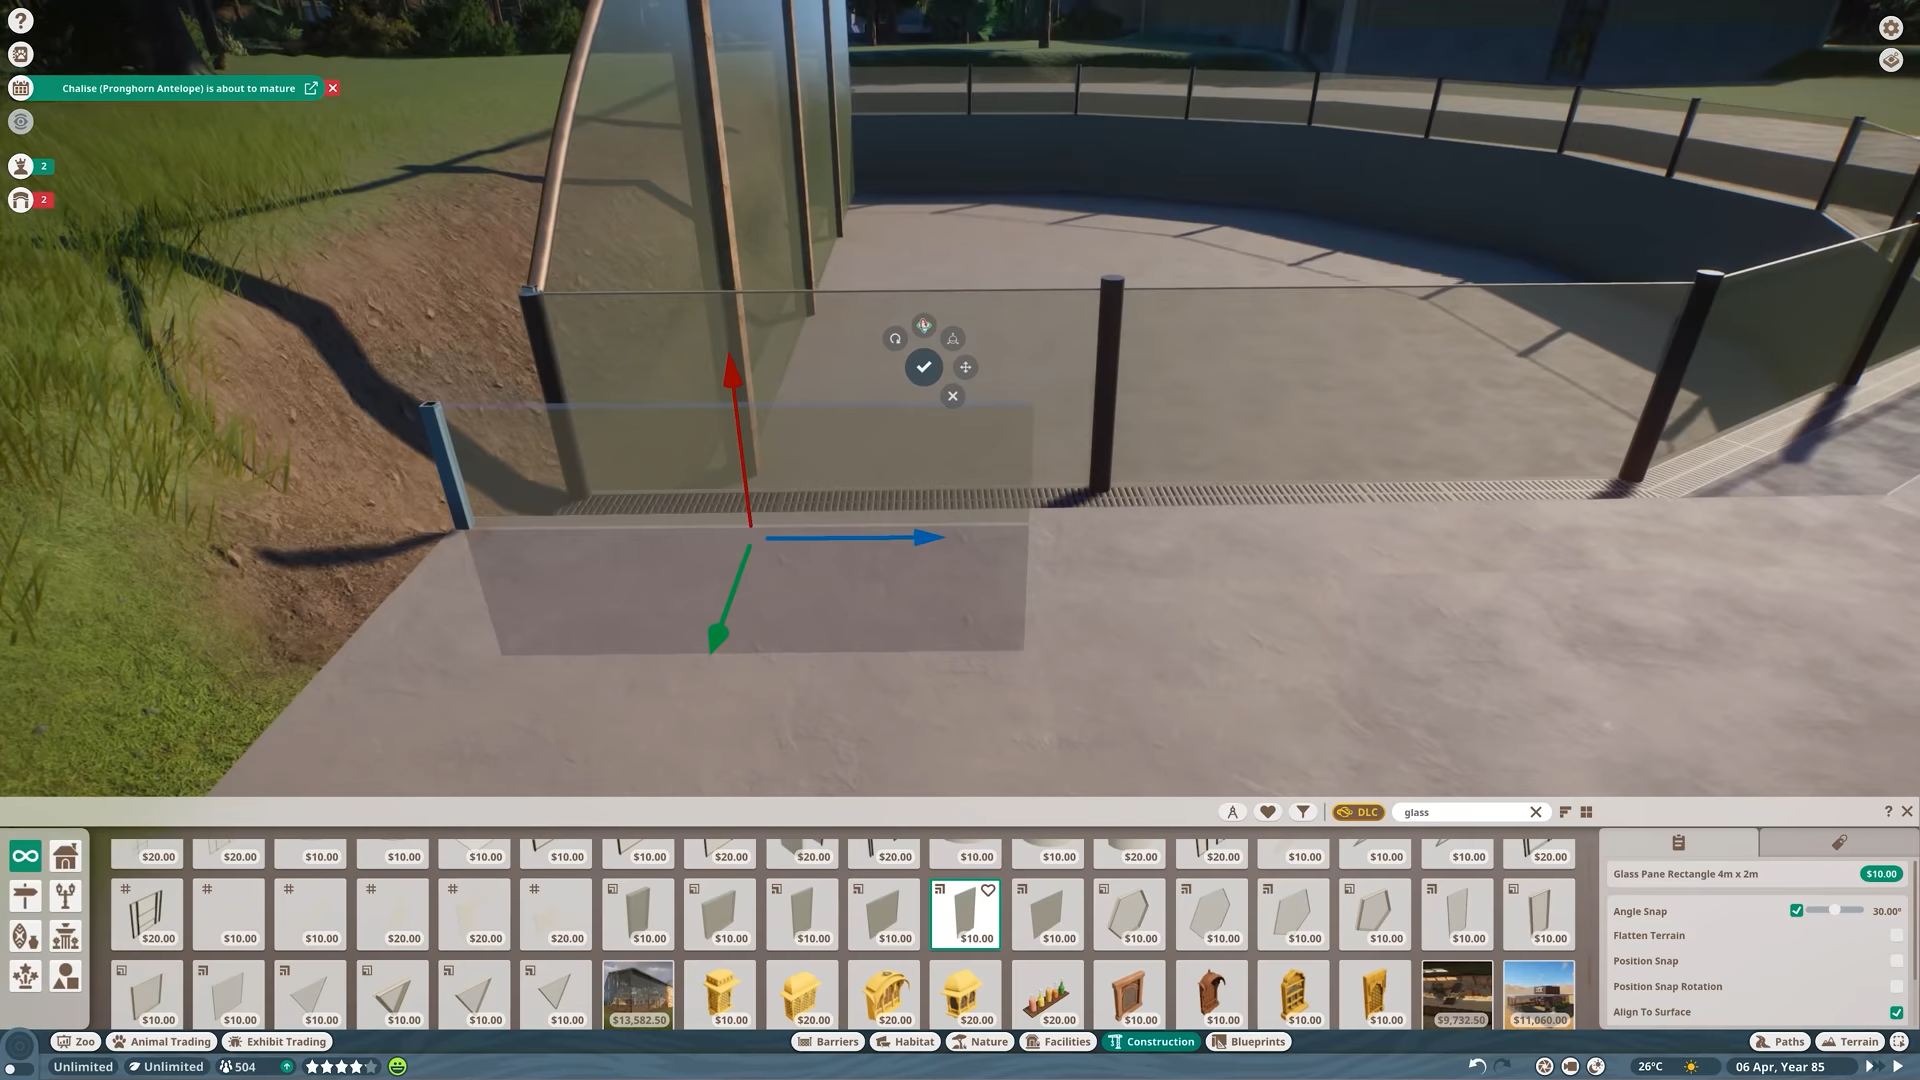 ?
Chalise (Pronghorn Antelope) is about to mature
2
2
DLC
glass
?
$20.00 $20.00 $10.00 $20.00 $10.00 $10.00 $10.00 $20.00 $20.00 $20.00 $10.00 $10.00 $20.00 $20.00 $10.00 $10.00 $10.00 $20.00
$20.00 $10.00 $10.00 $20.00 $20.00 $20.00 $10.00 $10.00 $10.00 $10.00 $10.00 $10.00 $10.00 $10.00 $10.00 $10.00 $10.00 $10.00
$10.00 $10.00 $10.00 $10.00 $10.00 $10.00 $13,582.50 $10.00 $20.00 $20.00 $20.00 $20.00 $10.00 $10.00 $10.00 $10.00 $9,732.50 $11,060.00
Glass Pane Rectangle 4m x 2m $10.00
Angle Snap 30.00°
Flatten Terrain
Position Snap
Position Snap Rotation
Align To Surface
Zoo Animal Trading Exhibit Trading Barriers Habitat Nature Facilities Construction Blueprints Paths Terrain
Unlimited Unlimited 504 26°C 06 Apr, Year 85